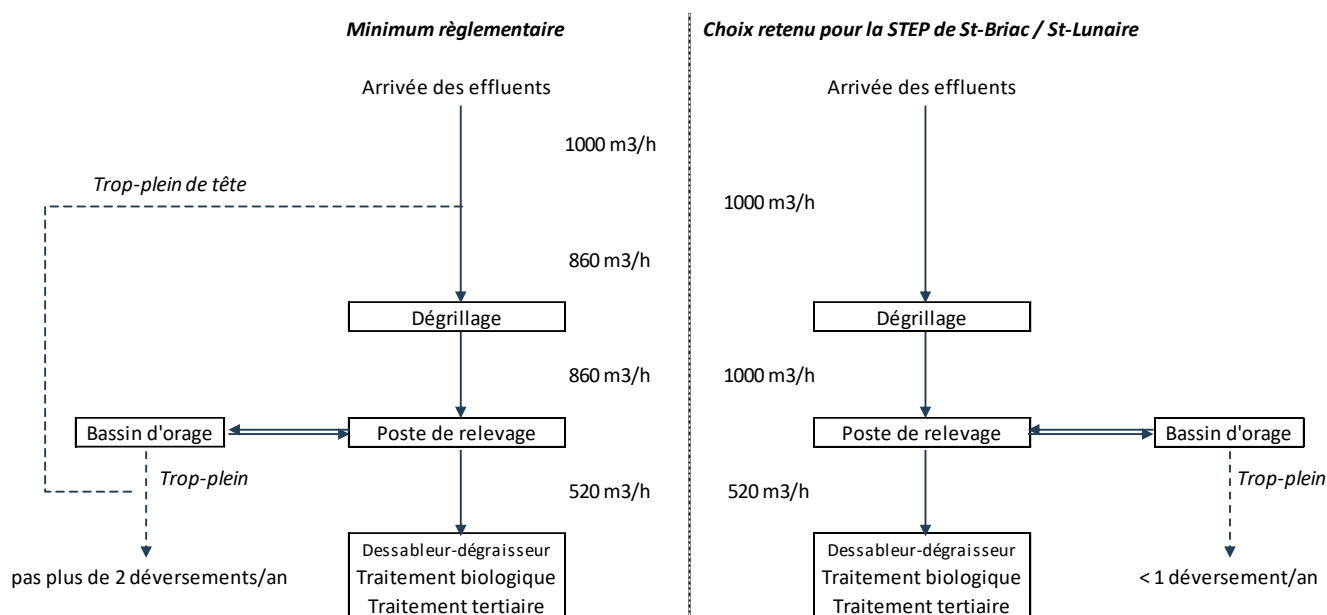 Minimum règlementaire
Arrivée des effluents
1000 m3/h
Trop-plein de tête
860 m3/h
Dégrillage
860 m3/h
Bassin d'orage
Poste de relevage
Trop-plein
520 m3/h
Dessableur-dégraisseur
Traitement biologique
Traitement tertiaire
pas plus de 2 déversements/an
Choix retenu pour la STEP de St-Briac / St-Lunaire
Arrivée des effluents
1000 m3/h
Dégrillage
1000 m3/h
Poste de relevage
Bassin d'orage
Trop-plein
520 m3/h
Dessableur-dégraisseur
Traitement biologique
Traitement tertiaire
< 1 déversement/an